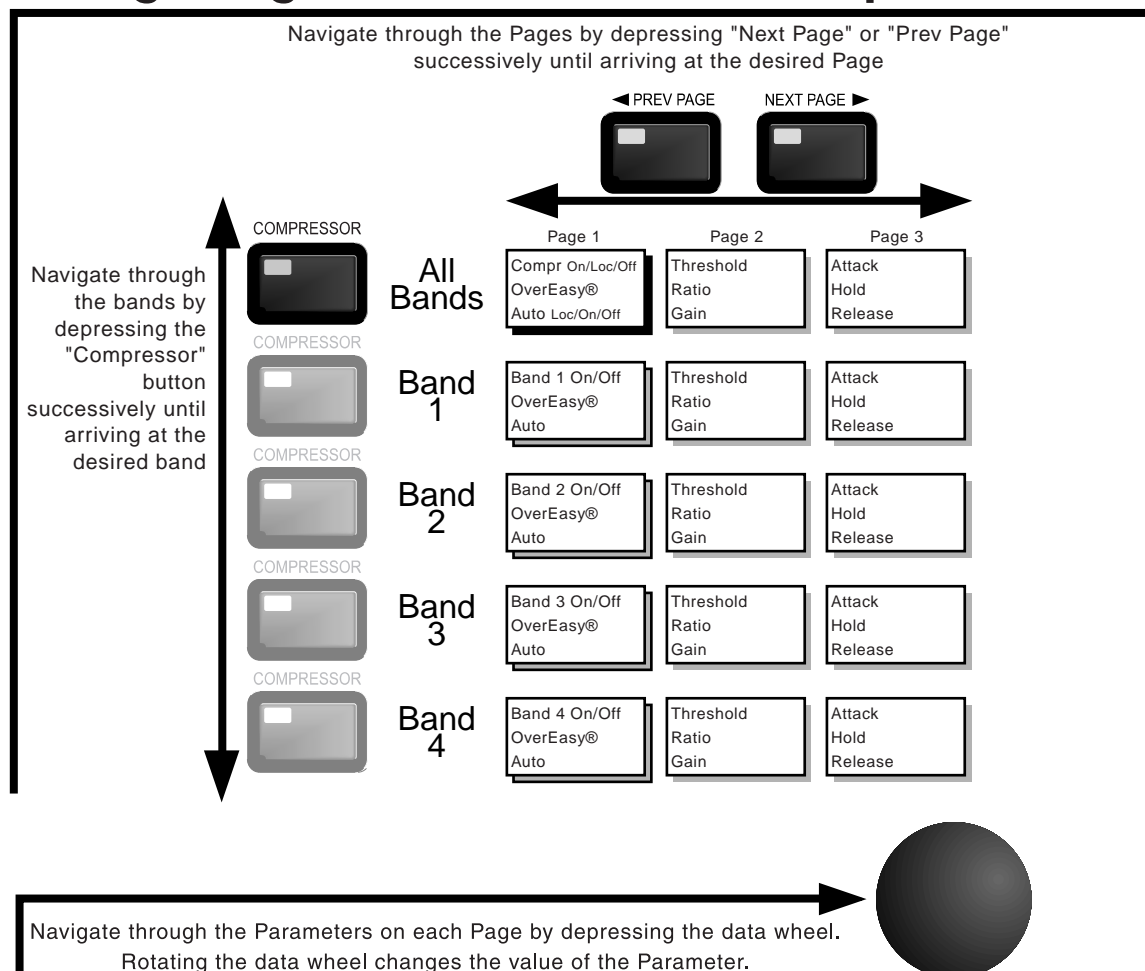 Navigate through the Pages by depressing "Next Page" or "Prev Page"
successively until arriving at the desired Page
◄ PREV PAGE
NEXT PAGE ►
Navigate through
the bands by
depressing the
"Compressor"
button
successively until
arriving at the
desired band
Page 1
Page 2
Page 3
COMPRESSOR
All
Bands
Compr On/Loc/Off
OverEasy®
Auto Loc/On/Off
Threshold
Ratio
Gain
Attack
Hold
Release
COMPRESSOR
Band
1
Band 1 On/Off
OverEasy®
Auto
Threshold
Ratio
Gain
Attack
Hold
Release
COMPRESSOR
Band
2
Band 2 On/Off
OverEasy®
Auto
Threshold
Ratio
Gain
Attack
Hold
Release
COMPRESSOR
Band
3
Band 3 On/Off
OverEasy®
Auto
Threshold
Ratio
Gain
Attack
Hold
Release
COMPRESSOR
Band
4
Band 4 On/Off
OverEasy®
Auto
Threshold
Ratio
Gain
Attack
Hold
Release
Navigate through the Parameters on each Page by depressing the data wheel.
Rotating the data wheel changes the value of the Parameter.